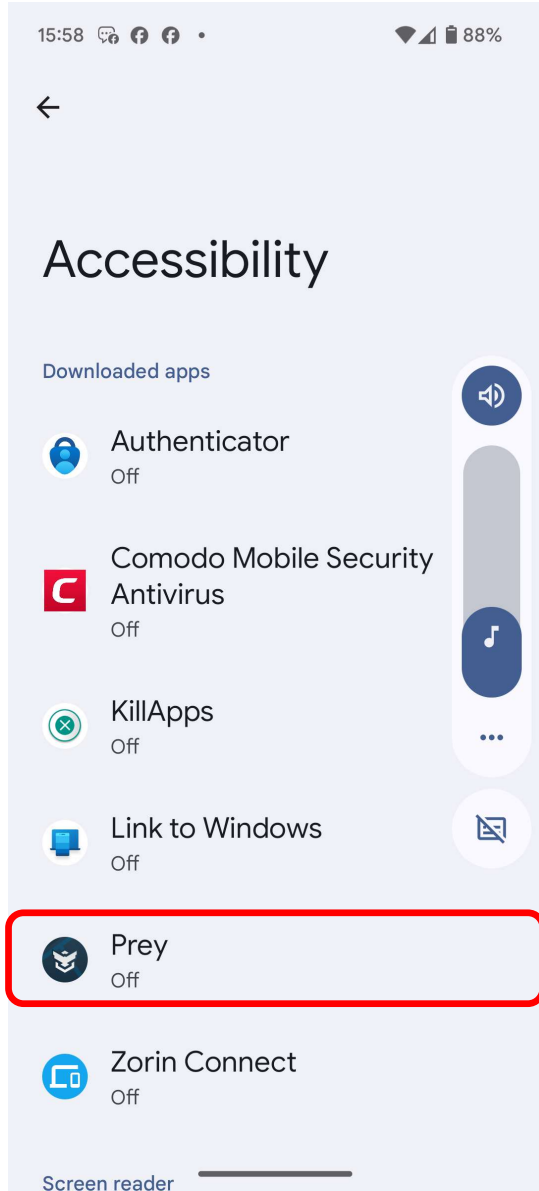 15:58
88%
Accessibility
Downloaded apps
Authenticator
Off
Comodo Mobile Security
Antivirus
Off
KillApps
Off
Link to Windows
Off
Prey
Off
Zorin Connect
Off
Screen reader